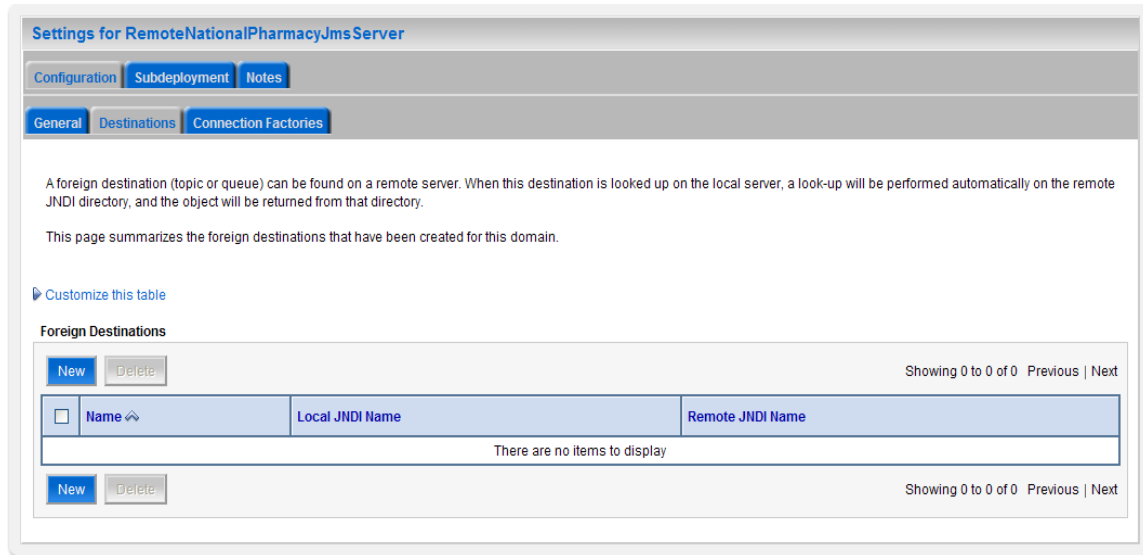 Settings for RemoteNationalPharmacyJmsServer
Configuration Subdeployment Notes
General Destinations Connection Factories
A foreign destination (topic or queue) can be found on a remote server. When this destination is looked up on the local server, a look-up will be performed automatically on the remote
JNDI directory, and the object will be returned from that directory.
This page summarizes the foreign destinations that have been created for this domain.
Customize this table
Foreign Destinations
New Delete Showing 0 to 0 of 0 Previous | Next
Name Local JNDI Name Remote JNDI Name
There are no items to display
New Delete Showing 0 to 0 of 0 Previous | Next